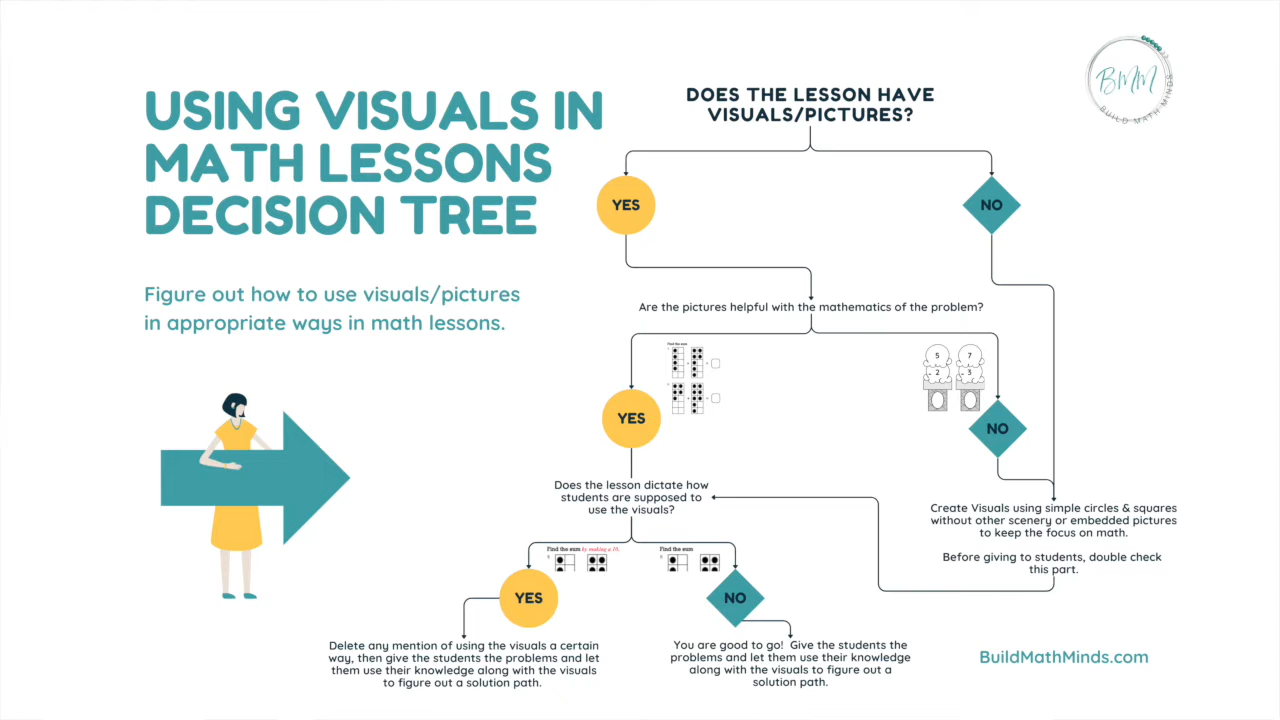 USING VISUALS IN
MATH LESSONS
DECISION TREE
Figure out how to use visuals/pictures
in appropriate ways in math lessons.
BMM
BUILD MATH MINDS
DOES THE LESSON HAVE
VISUALS/PICTURES?
YES
NO
Are the pictures helpful with the mathematics of the problem?
Find the sum
5
- 2
7
- 3
YES
NO
Does the lesson dictate how
students are supposed to
use the visuals?
Create Visuals using simple circles & squares
without other scenery or embedded pictures
to keep the focus on math.
Before giving to students, double check
this part.
Find the sum by making a 10.
Find the sum
YES
NO
Delete any mention of using the visuals a certain
way, then give the students the problems and let
them use their knowledge along with the visuals
to figure out a solution path.
You are good to go! Give the students the
problems and let them use their knowledge
along with the visuals to figure out a
solution path.
BuildMathMinds.com